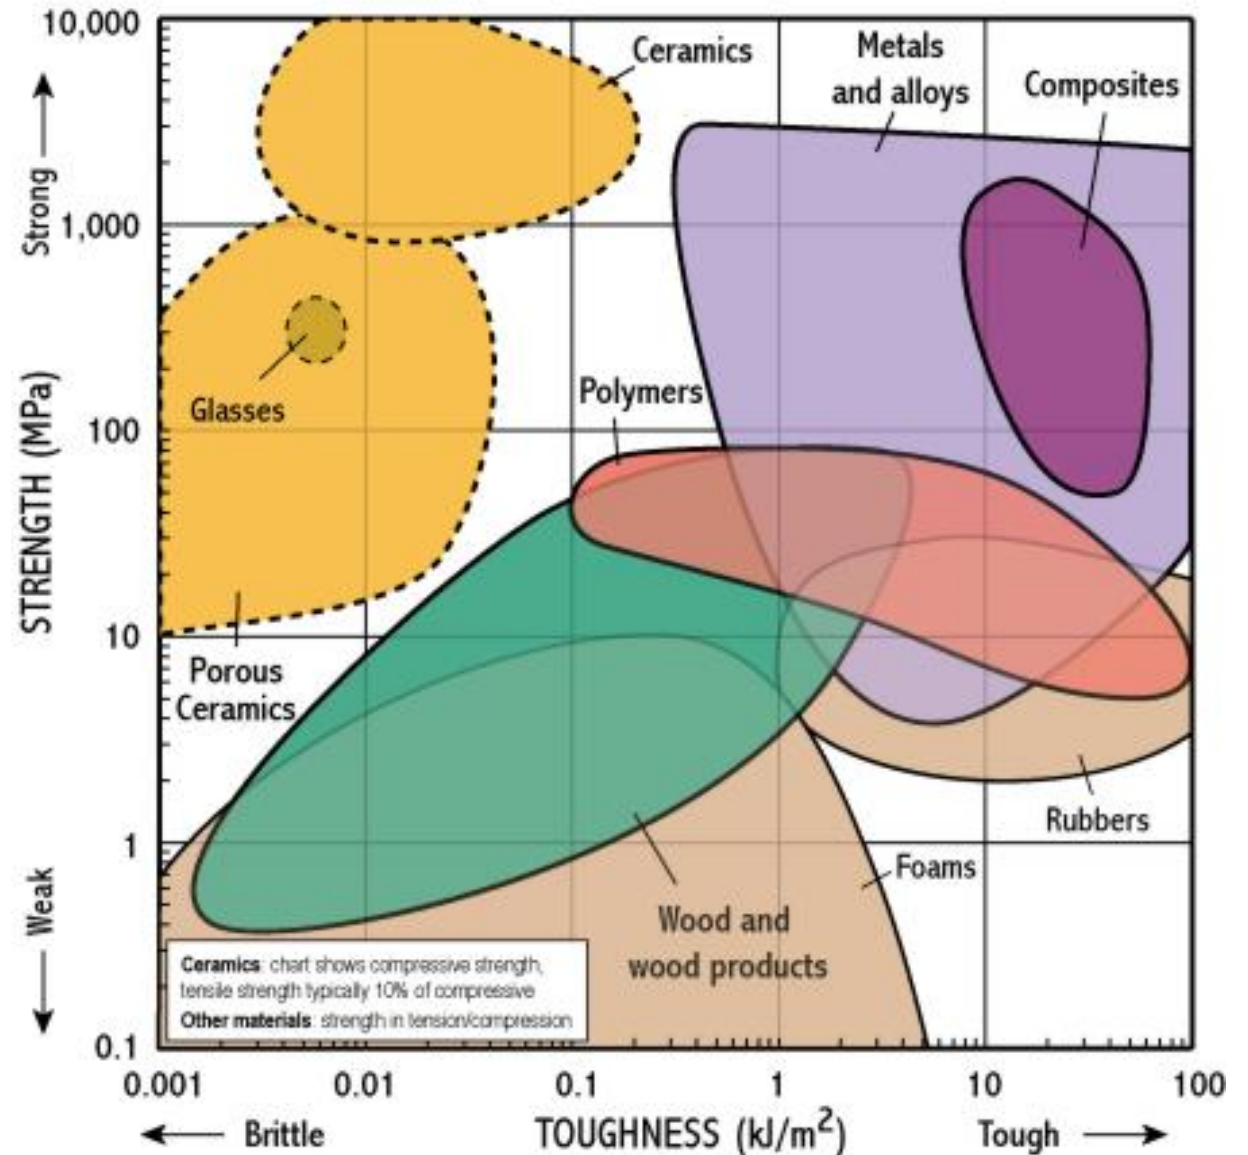 10,000
1,000
100
10
1
0.1
Strong
STRENGTH (MPa)
Weak
Ceramics
Metals
and alloys
Composites
Glasses
Polymers
Porous
Ceramics
Rubbers
Foams
Wood and
wood products
Ceramics: chart shows compressive strength,
tensile strength typically 10% of compressive
Other materials: strength in tension/compression
0.001
0.01
0.1
1
10
100
Brittle
TOUGHNESS (kJ/m²)
Tough